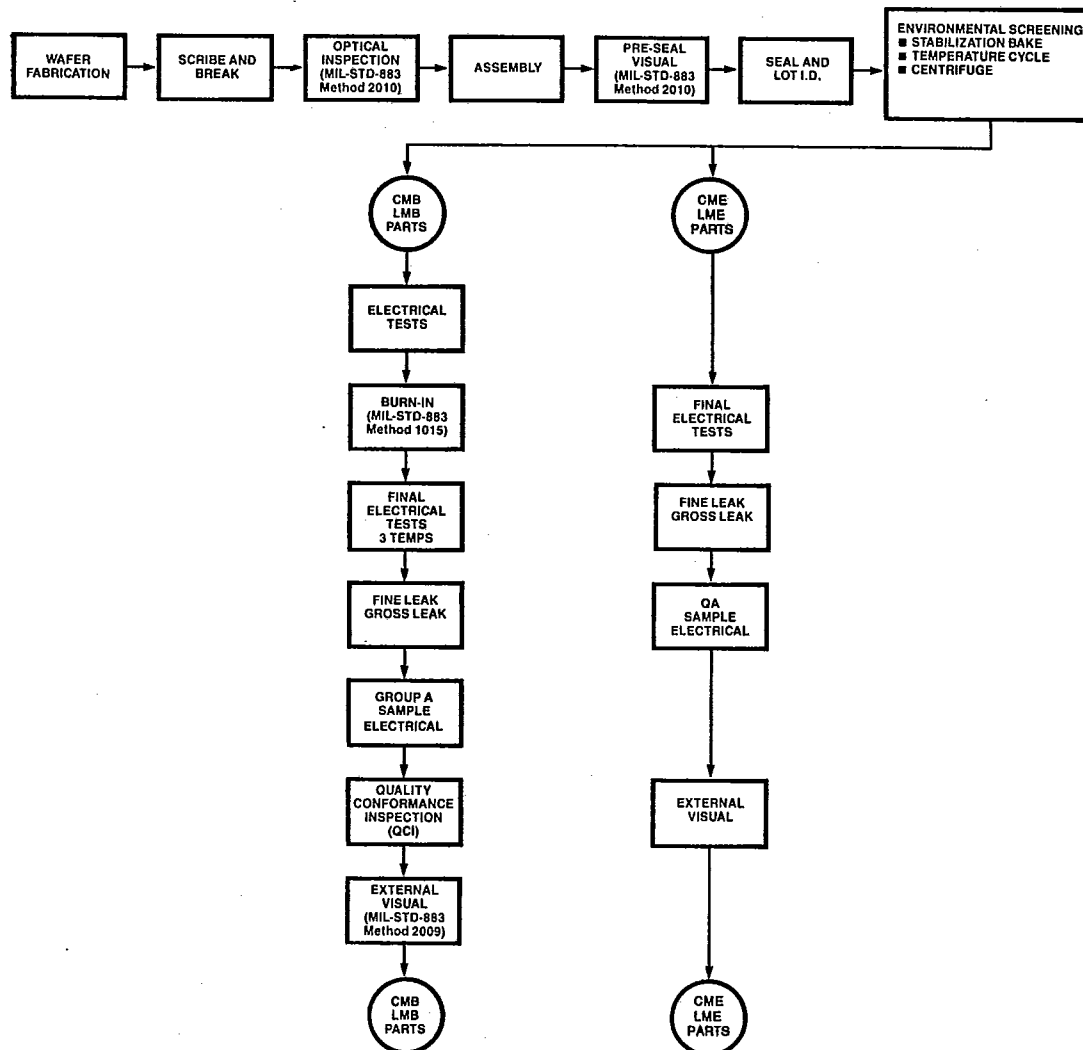 WAFER
FABRICATION
SCRIBE AND
BREAK
OPTICAL
INSPECTION
(MIL-STD-883
Method 2010)
ASSEMBLY
PRE-SEAL
VISUAL
(MIL-STD-883
Method 2010)
SEAL AND
LOT I.D.
ENVIRONMENTAL SCREENING
■ STABILIZATION BAKE
■ TEMPERATURE CYCLE
■ CENTRIFUGE
CMB
LMB
PARTS
ELECTRICAL
TESTS
BURN-IN
(MIL-STD-883
Method 1015)
FINAL
ELECTRICAL
TESTS
3 TEMPS
FINE LEAK
GROSS LEAK
GROUP A
SAMPLE
ELECTRICAL
QUALITY
CONFORMANCE
INSPECTION
(QCI)
EXTERNAL
VISUAL
(MIL-STD-883
Method 2009)
CMB
LMB
PARTS
CME
LME
PARTS
FINAL
ELECTRICAL
TESTS
FINE LEAK
GROSS LEAK
QA
SAMPLE
ELECTRICAL
EXTERNAL
VISUAL
CME
LME
PARTS